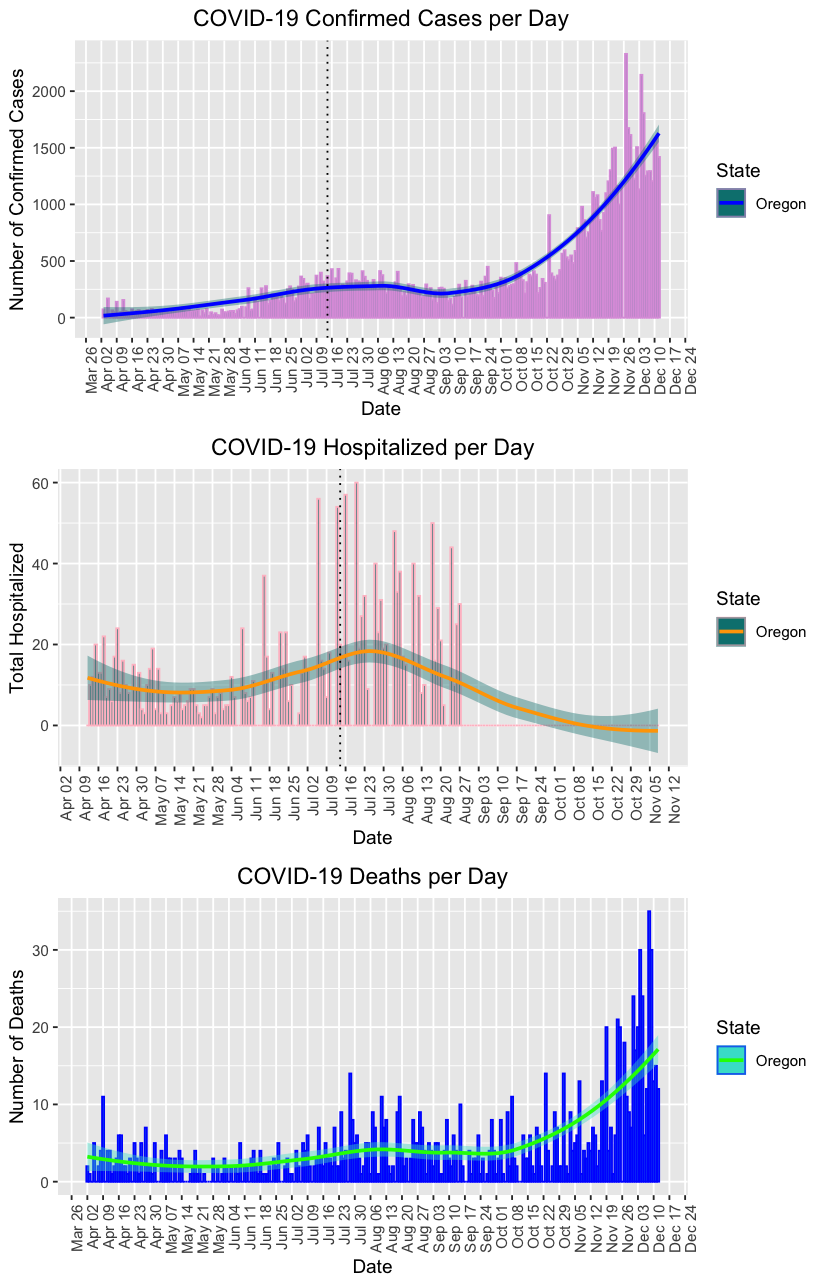 COVID-19 Confirmed Cases per Day
Number of Confirmed Cases
2000
1500
1000
500
0
Mar 26
Apr 02
Apr 09
Apr 16
Apr 23
Apr 30
May 07
May 14
May 21
May 28
Jun 04
Jun 11
Jun 18
Jun 25
Jul 02
Jul 09
Jul 16
Jul 23
Jul 30
Aug 06
Aug 13
Aug 20
Aug 27
Sep 03
Sep 10
Sep 17
Sep 24
Oct 01
Oct 08
Oct 15
Oct 22
Oct 29
Nov 05
Nov 12
Nov 19
Nov 26
Dec 03
Dec 10
Dec 17
Dec 24
Date
State
Oregon
COVID-19 Hospitalized per Day
Total Hospitalized
60
40
20
0
Apr 02
Apr 09
Apr 16
Apr 23
Apr 30
May 07
May 14
May 21
May 28
Jun 04
Jun 11
Jun 18
Jun 25
Jul 02
Jul 09
Jul 16
Jul 23
Jul 30
Aug 06
Aug 13
Aug 20
Aug 27
Sep 03
Sep 10
Sep 17
Sep 24
Oct 01
Oct 08
Oct 15
Oct 22
Oct 29
Nov 05
Nov 12
Date
State
Oregon
COVID-19 Deaths per Day
Number of Deaths
30
20
10
0
Mar 26
Apr 02
Apr 09
Apr 16
Apr 23
Apr 30
May 07
May 14
May 21
May 28
Jun 04
Jun 11
Jun 18
Jun 25
Jul 02
Jul 09
Jul 16
Jul 23
Jul 30
Aug 06
Aug 13
Aug 20
Aug 27
Sep 03
Sep 10
Sep 17
Sep 24
Oct 01
Oct 08
Oct 15
Oct 22
Oct 29
Nov 05
Nov 12
Nov 19
Nov 26
Dec 03
Dec 10
Dec 17
Dec 24
Date
State
Oregon